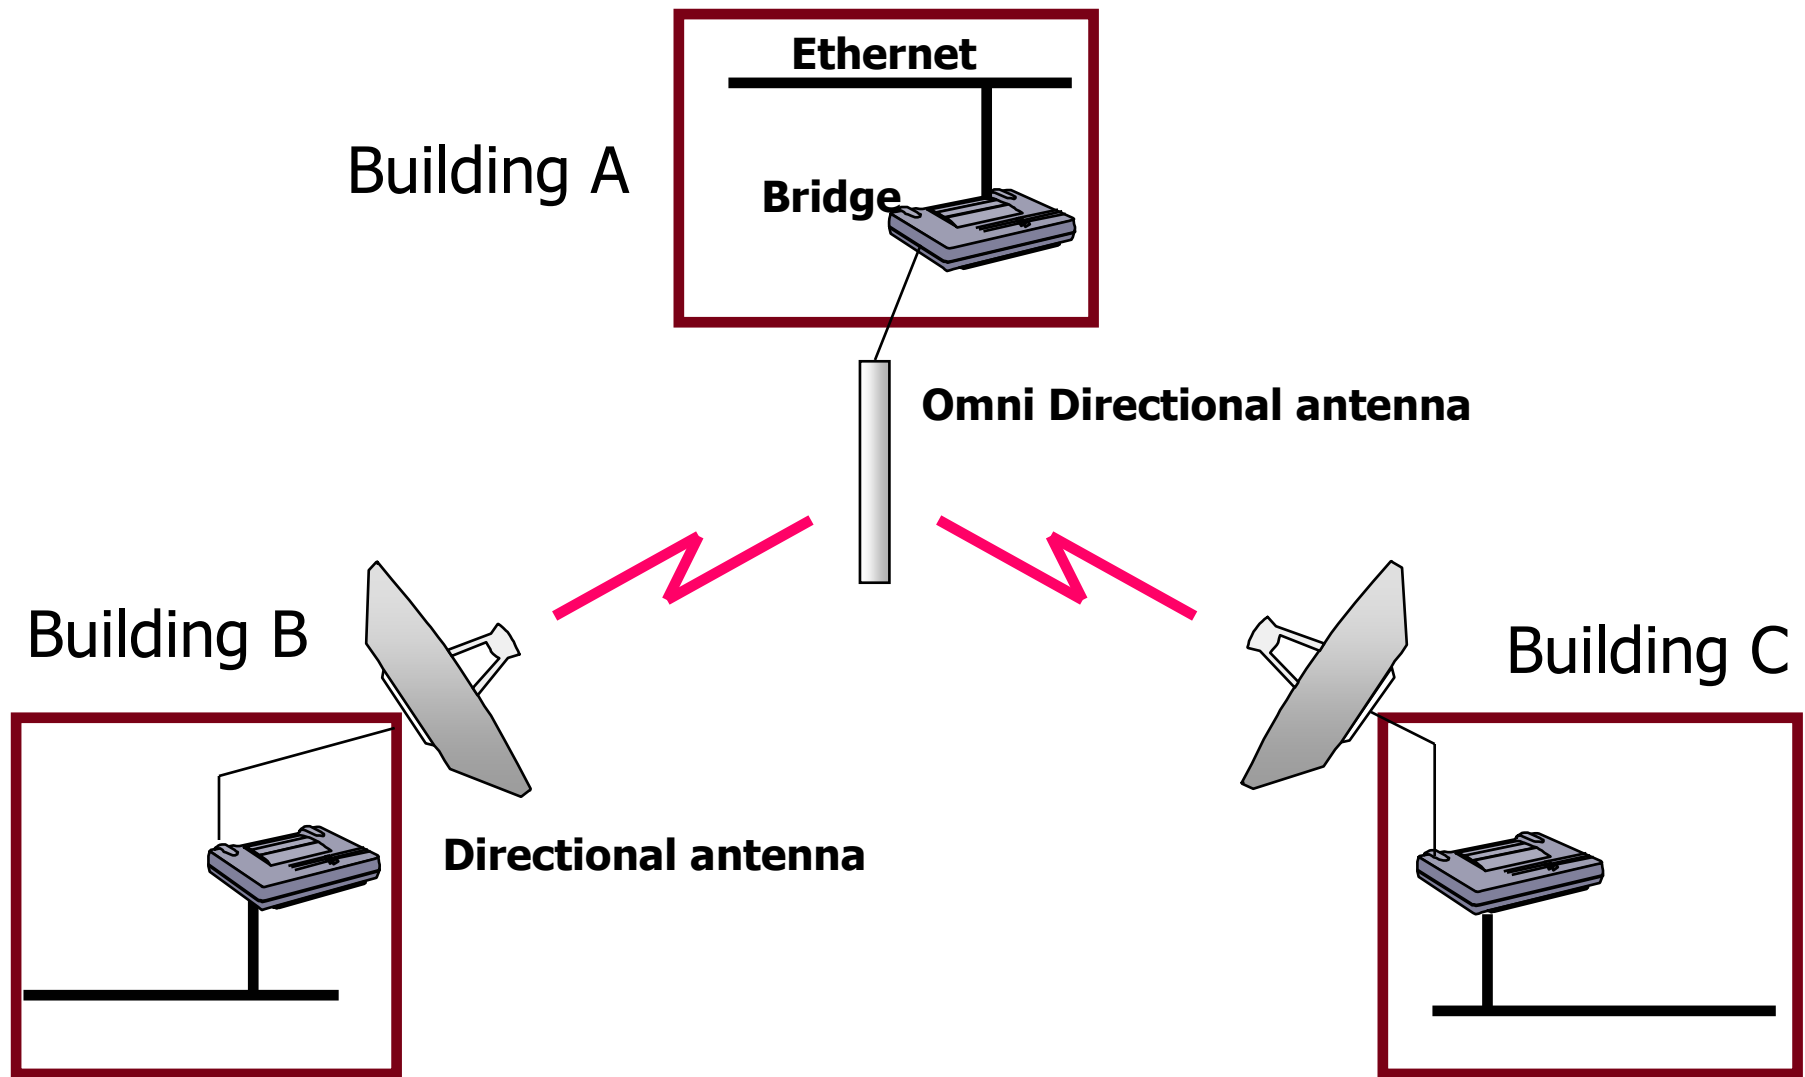 Ethernet
Building A
Bridge
Omni Directional antenna
Building B
Building C
Directional antenna